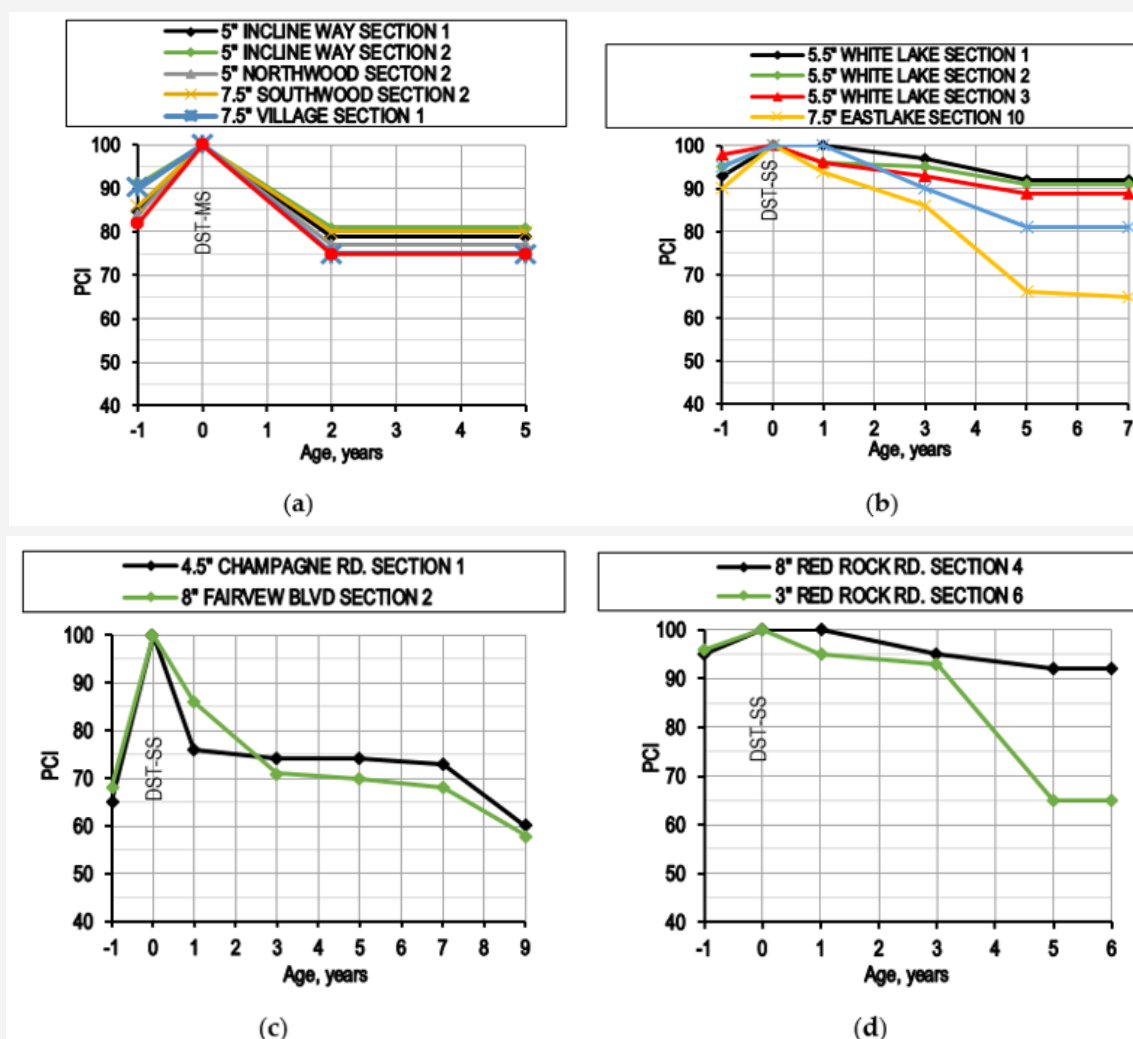 5" INCLINE WAY SECTION 1
5" INCLINE WAY SECTION 2
5" NORTHWOOD SECTON 2
7.5" SOUTHWOOD SECTION 2
7.5" VILLAGE SECTION 1
100
90
80
70
60
50
40
PCI
DST-MS
-1 0 1 2 3 4 5
Age, years
(a)
5.5" WHITE LAKE SECTION 1
5.5" WHITE LAKE SECTION 2
5.5" WHITE LAKE SECTION 3
7.5" EASTLAKE SECTION 10
100
90
80
70
60
50
40
PCI
DST-SS
-1 0 1 2 3 4 5 6 7
Age, years
(b)
4.5" CHAMPAGNE RD. SECTION 1
8" FAIRVEW BLVD SECTION 2
100
90
80
70
60
50
40
PCI
DST-SS
-1 0 1 2 3 4 5 6 7 8 9
Age, years
(c)
8" RED ROCK RD. SECTION 4
3" RED ROCK RD. SECTION 6
100
90
80
70
60
50
40
PCI
DST-SS
-1 0 1 2 3 4 5 6
Age, years
(d)